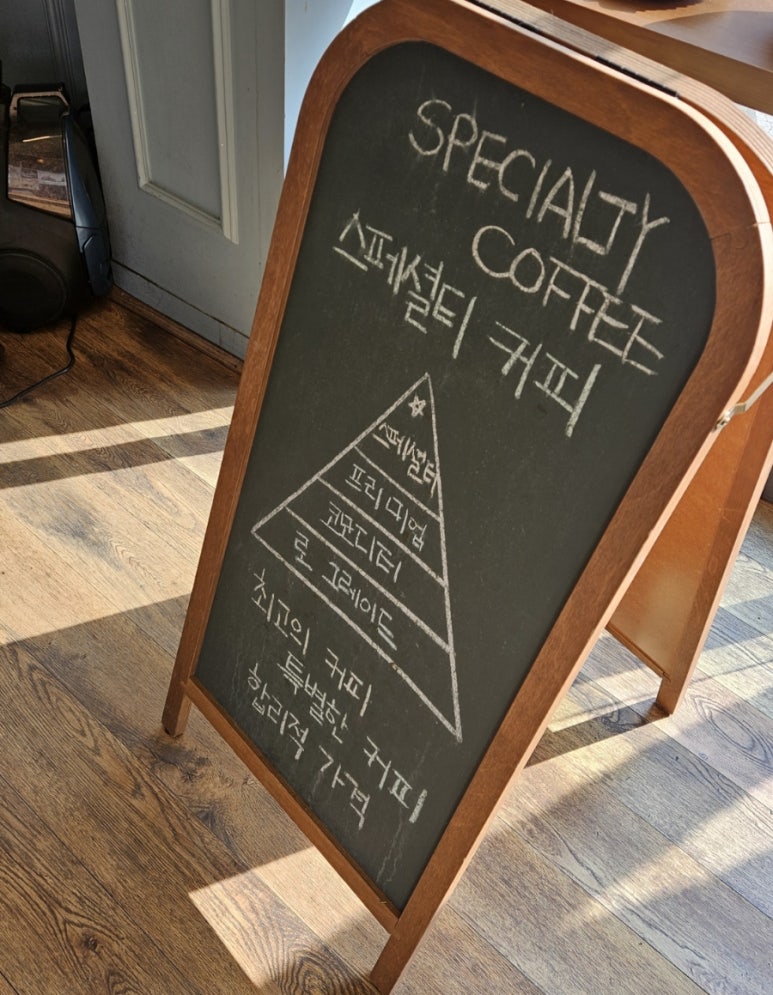 SPECIALTY
COFFEE
스페셜티 커피
스페셜티
프리미엄
코모디티
로 그레이드
최고의 커피
특별한 커피
합리적 가격